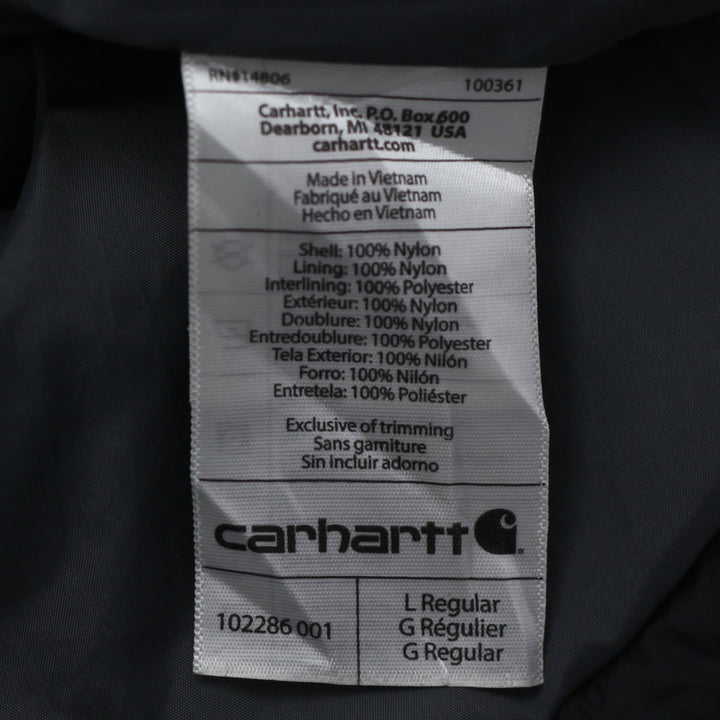 RN#14806
100361
Carhartt, Inc. P.O. Box 600
Dearborn, MI 48121 USA
carhartt.com
Made in Vietnam
Fabriqué au Vietnam
Hecho en Vietnam
Shell: 100% Nylon
Lining: 100% Nylon
Interlining: 100% Polyester
Extérieur: 100% Nylon
Doublure: 100% Nylon
Entredoublure: 100% Polyester
Tela Exterior: 100% Nilón
Forro: 100% Nilón
Entretela: 100% Poliéster
Exclusive of trimming
Sans garniture
Sin incluir adorno
carhartt
102286 001
L Regular
G Régulier
G Regular